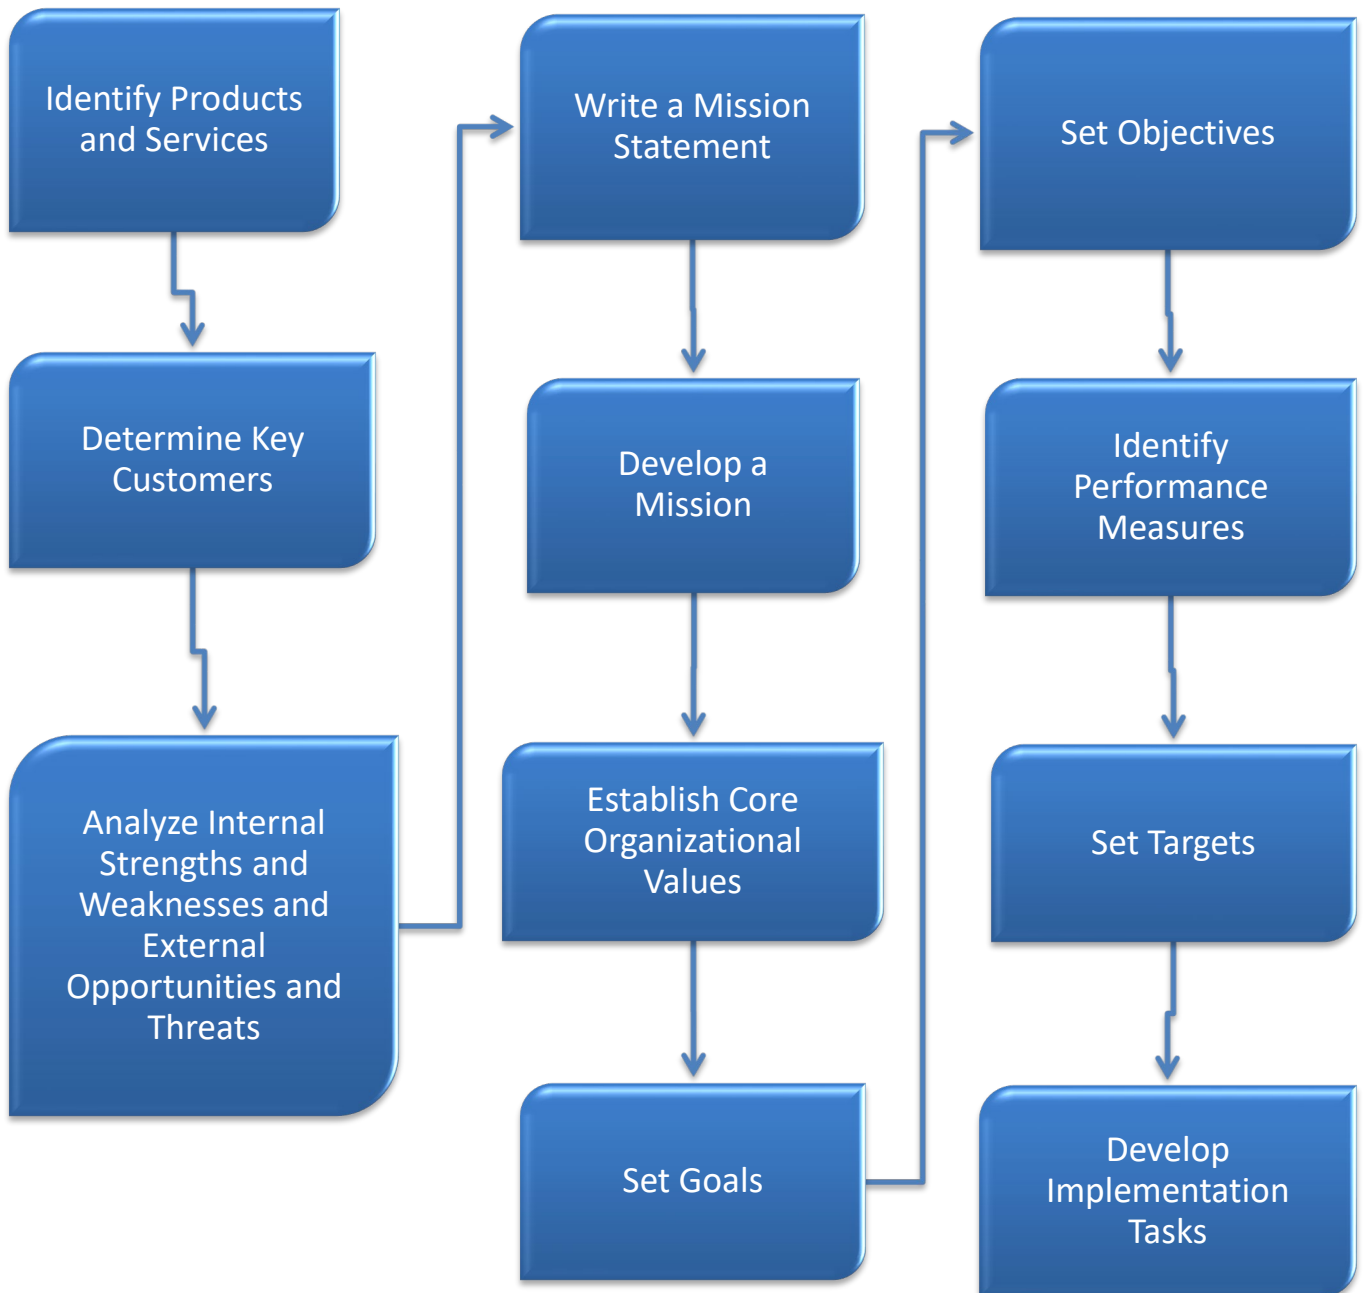 Identify Products
and Services
Determine Key
Customers
Analyze Internal
Strengths and
Weaknesses and
External
Opportunities and
Threats
Write a Mission
Statement
Develop a
Mission
Establish Core
Organizational
Values
Set Goals
Set Objectives
Identify
Performance
Measures
Set Targets
Develop
Implementation
Tasks